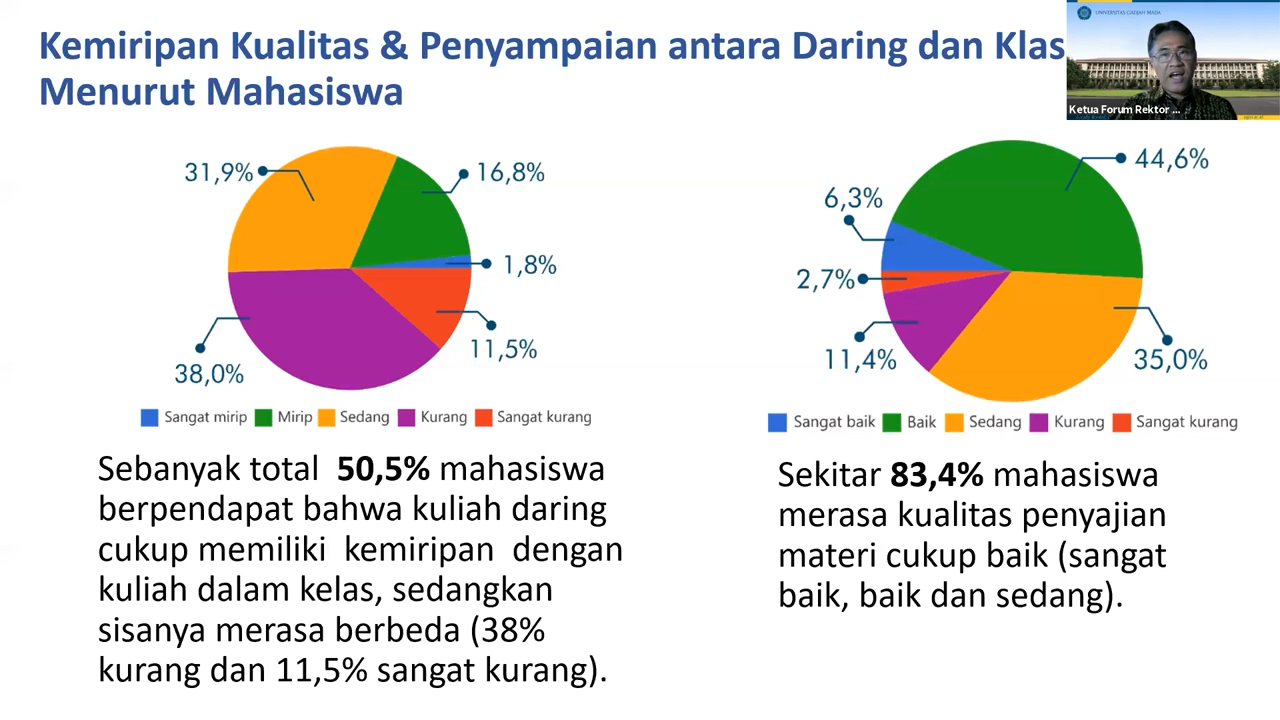 Kemiripan Kualitas & Penyampaian antara Daring dan Klas
Menurut Mahasiswa
UNIVERSITAS GADJAH MADA
Ketua Forum Rektor ...
31,9%
16,8%
1,8%
11,5%
38,0%
Sangat mirip Mirip Sedang Kurang Sangat kurang
44,6%
6,3%
2,7%
11,4%
35,0%
Sangat baik Baik Sedang Kurang Sangat kurang
Sebanyak total 50,5% mahasiswa
berpendapat bahwa kuliah daring
cukup memiliki kemiripan dengan
kuliah dalam kelas, sedangkan
sisanya merasa berbeda (38%
kurang dan 11,5% sangat kurang).
Sekitar 83,4% mahasiswa
merasa kualitas penyajian
materi cukup baik (sangat
baik, baik dan sedang).